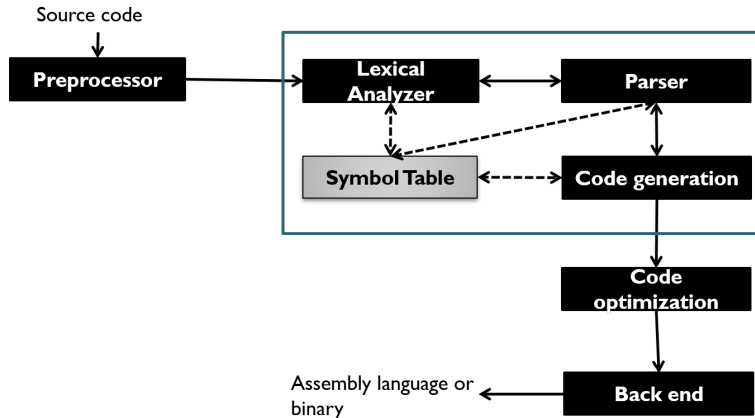 Source code
Preprocessor
Lexical
Analyzer
Parser
Symbol Table
Code generation
Code
optimization
Assembly language or
binary
Back end